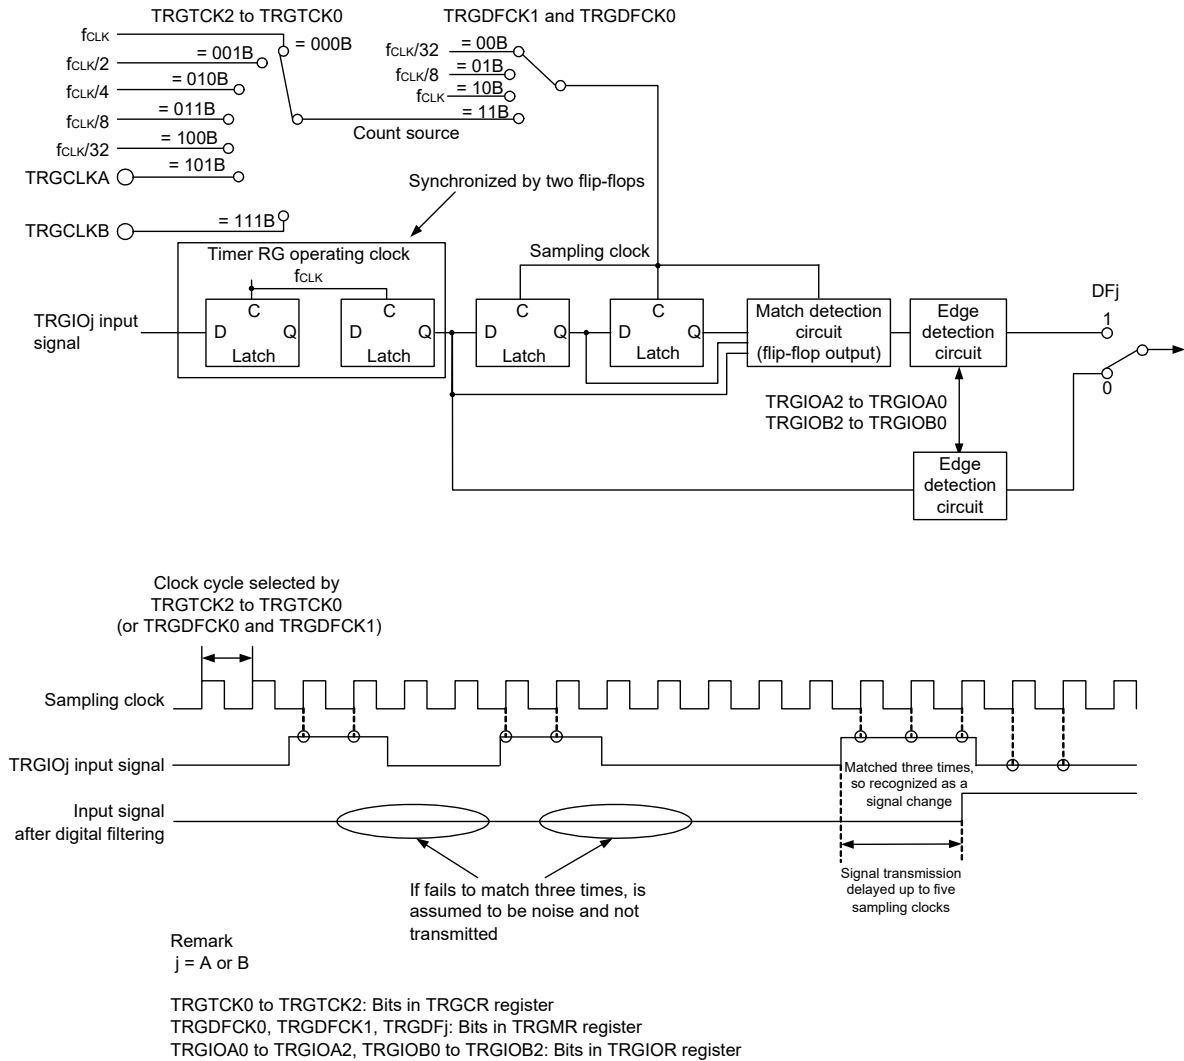 TRGTCK2 to TRGTCK0
TRGDFCK1 and TRGDFCK0
fCLK
= 000B
fCLK/2
= 001B
fCLK/4
= 010B
fCLK/8
= 011B
fCLK/32
= 100B
TRGCLKA
= 101B
TRGCLKB
= 111B
fCLK/32
= 00B
fCLK/8
= 01B
fCLK
= 10B
= 11B
Count source
Synchronized by two flip-flops
Timer RG operating clock
fCLK
Sampling clock
TRGIOj input
signal
C
D
Q
Latch
C
D
Q
Latch
C
D
Q
Latch
C
D
Q
Latch
Match detection
circuit
(flip-flop output)
Edge
detection
circuit
DFj
1
0
TRGIOA2 to TRGIOA0
TRGIOB2 to TRGIOB0
Edge
detection
circuit
Clock cycle selected by
TRGTCK2 to TRGTCK0
(or TRGDFCK0 and TRGDFCK1)
Sampling clock
TRGIOj input signal
Matched three times,
so recognized as a
signal change
Input signal
after digital filtering
If fails to match three times, is
assumed to be noise and not
transmitted
Signal transmission
delayed up to five
sampling clocks
Remark
j = A or B
TRGTCK0 to TRGTCK2: Bits in TRGCR register
TRGDFCK0, TRGDFCK1, TRGDFj: Bits in TRGMR register
TRGIOA0 to TRGIOA2, TRGIOB0 to TRGIOB2: Bits in TRGIOR register